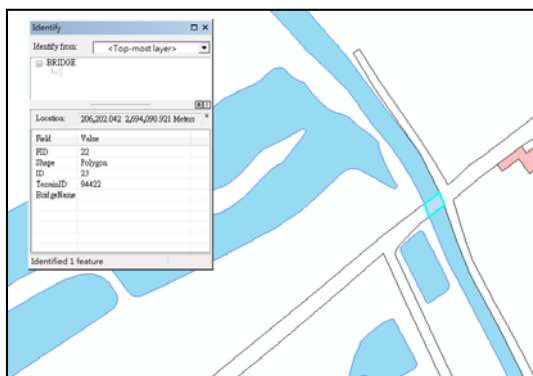 Identify
Identify from: <Top-most layer>
BRIDGE
Location: 206,202.042 2,694,090.921 Meters
Field Value
FID 22
Shape Polygon
ID 23
TerrainID 94422
BridgeName
Identified 1 feature